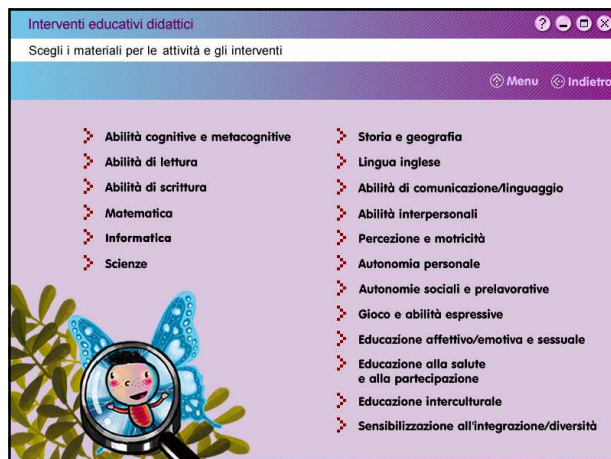 Interventi educativi didattici
?
Scegli i materiali per le attività e gli interventi
Menu Indietro
Abilità cognitive e metacognitive
Abilità di lettura
Abilità di scrittura
Matematica
Informatica
Scienze
Storia e geografia
Lingua inglese
Abilità di comunicazione/linguaggio
Abilità interpersonali
Percezione e motricità
Autonomia personale
Autonomie sociali e prelavorative
Gioco e abilità espressive
Educazione affettivo/emotiva e sessuale
Educazione alla salute
e alla partecipazione
Educazione interculturale
Sensibilizzazione all'integrazione/diversità